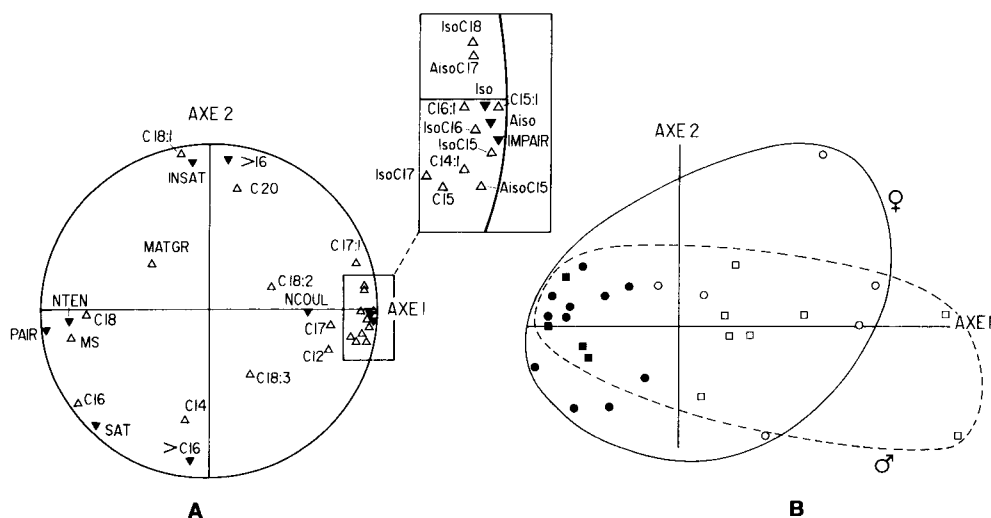 IsoC18
AisoC17
Iso
C16:1
C15:1
Aiso
IsoC16
IMPAIR
IsoC15
C14:1
IsoC17
C15
AisoC15
AXE 2
C18:1
INSAT
>16
C20
MATGR
C17:1
C18:2
NTEN
NCOUL
AXE 1
C18
PAIR
MS
C17
C12
C18:3
C16
SAT
C14
>C16
A
AXE 2
♀
AXE 1
♂
B